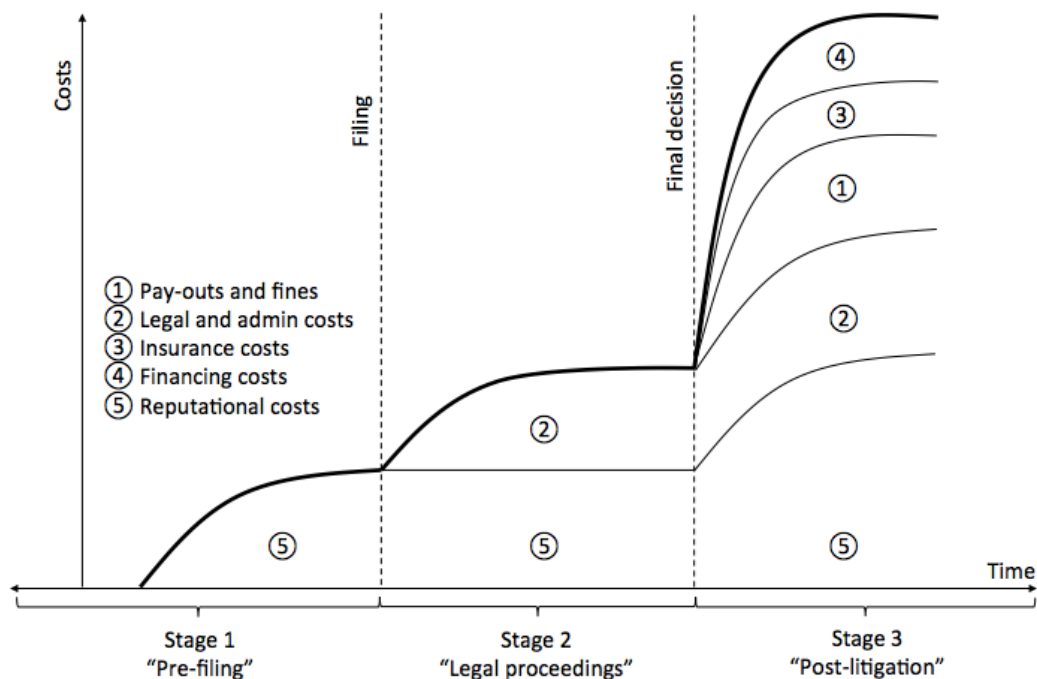 Costs
Filing
Final decision
④
③
①
②
① Pay-outs and fines
② Legal and admin costs
③ Insurance costs
④ Financing costs
⑤ Reputational costs
②
⑤
⑤
⑤
Time
Stage 1
"Pre-filing"
Stage 2
"Legal proceedings"
Stage 3
"Post-litigation"